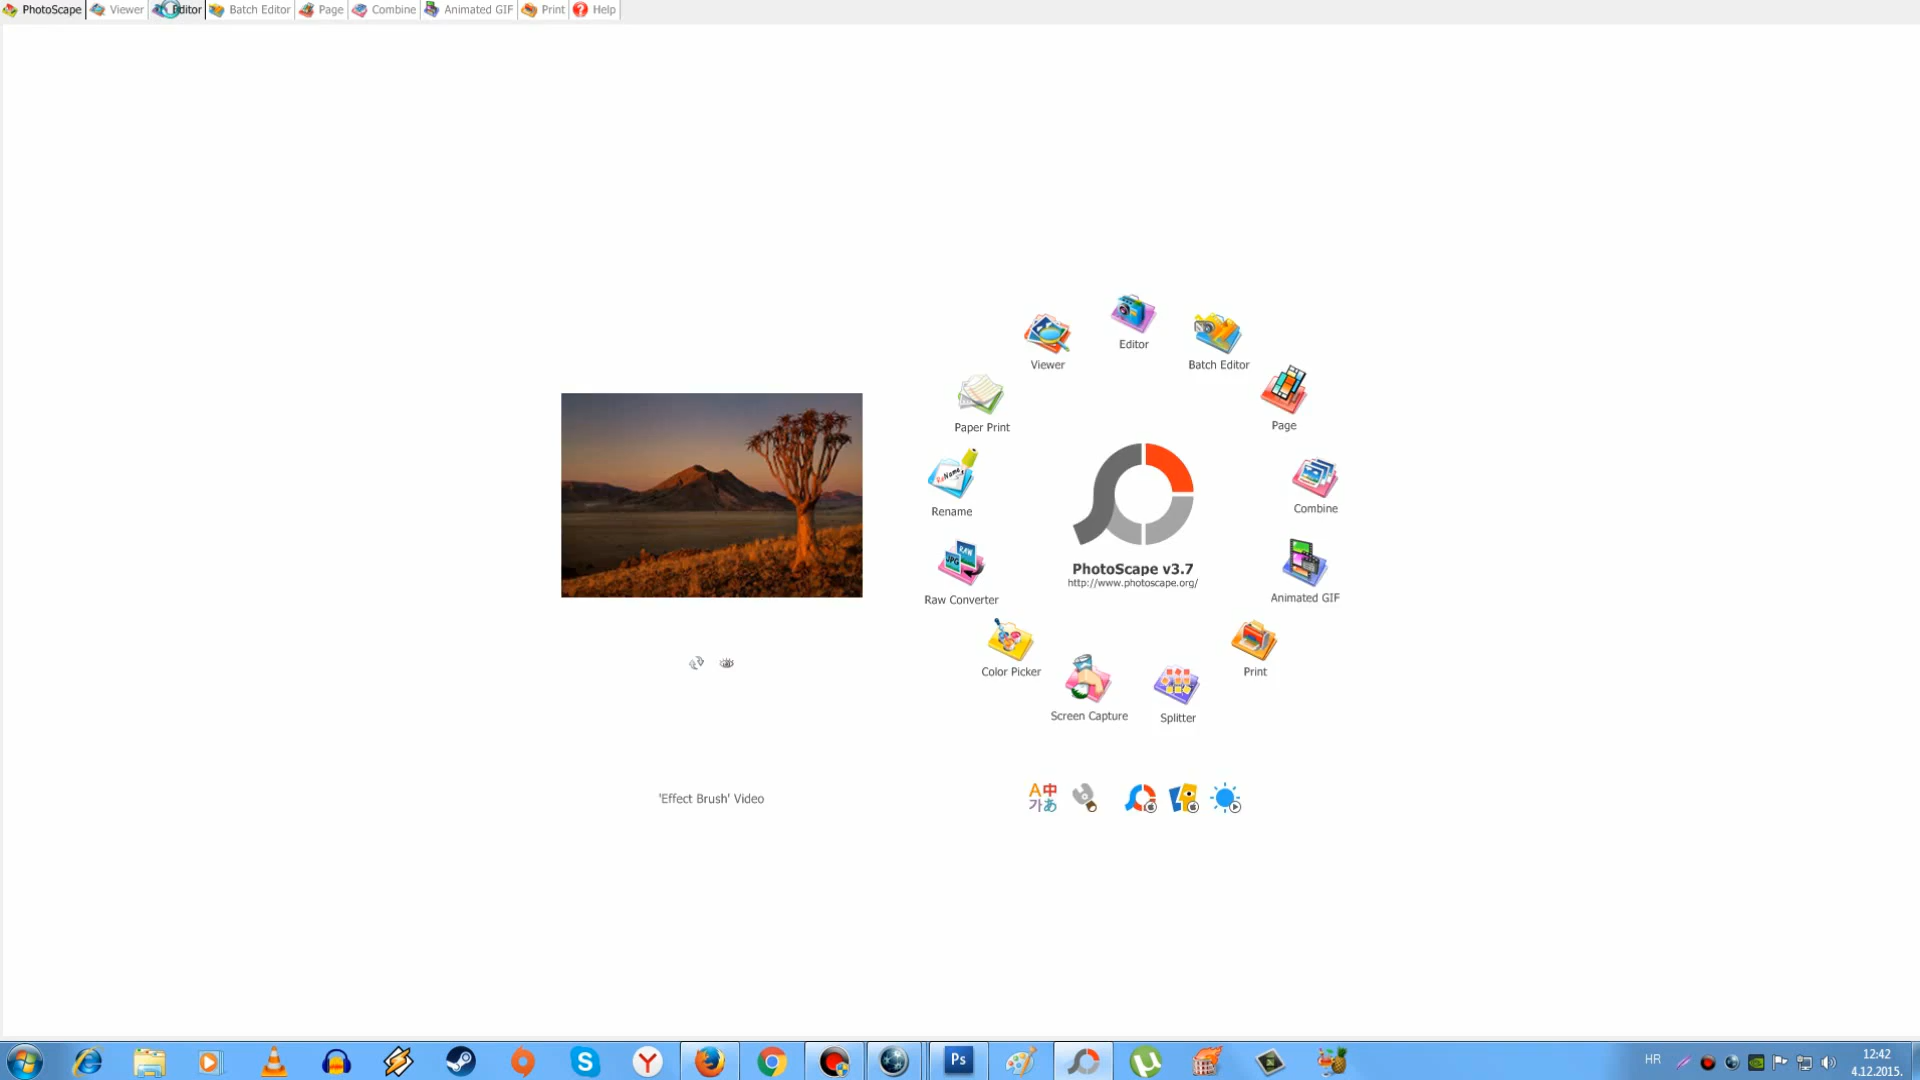 PhotoScape Viewer Editor Batch Editor Page Combine Animated GIF Print Help
Editor
Viewer
Batch Editor
Page
Paper Print
Combine
Rename
PhotoScape v3.7
http://www.photoscape.org/
Raw Converter
Animated GIF
Color Picker
Print
Screen Capture
Splitter
'Effect Brush' Video
A中
가あ
Ps
HR
12:42
4.12.2015.